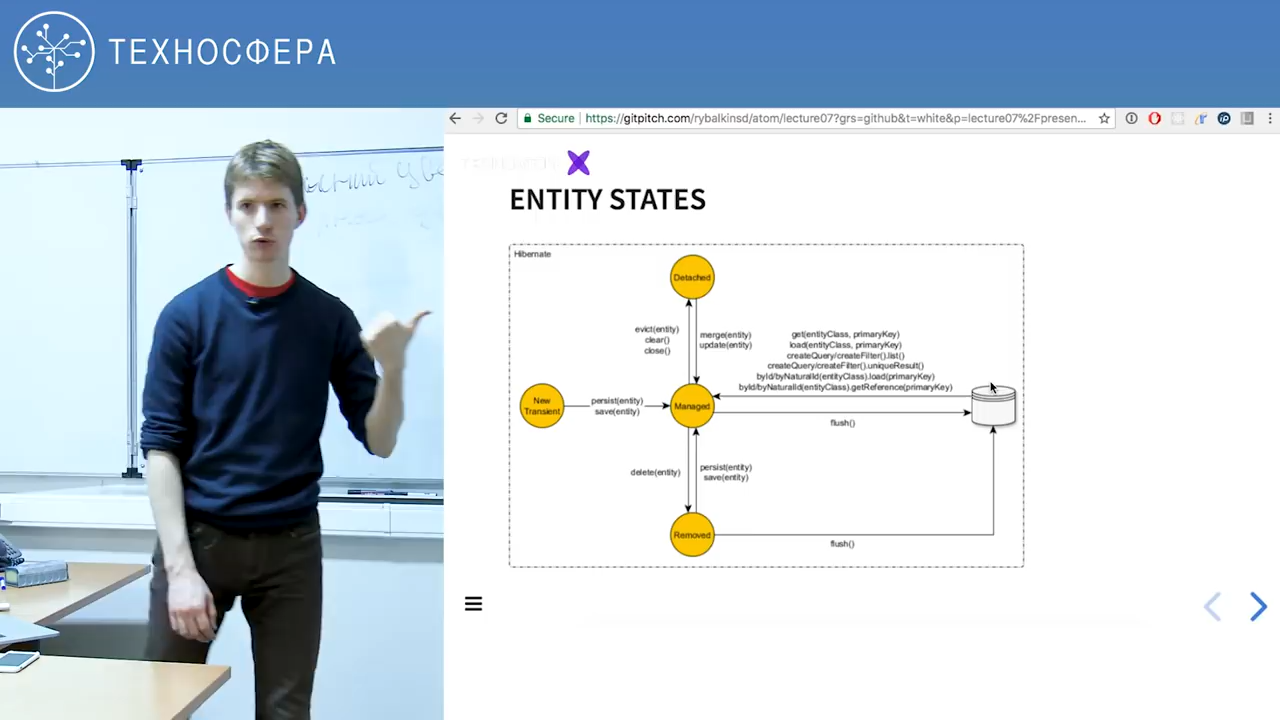 ТЕХНОСФЕРА
Secure
https://gitpitch.com/rybalkinsd/atom/lecture07?grs=github&t=white&p=lecture07%2Fpresen...
ENTITY STATES
Hibernate
Detached
evict(entity)
clear()
close()
merge(entity)
update(entity)
get(entityClass, primaryKey)
load(entityClass, primaryKey)
createQuery/createFilter().list()
createQuery/createFilter().uniqueResult()
byId/byNaturalId(entityClass).load(primaryKey)
byId/byNaturalId(entityClass).getReference(primaryKey)
New
Transient
persist(entity)
save(entity)
Managed
flush()
delete(entity)
persist(entity)
save(entity)
Removed
flush()